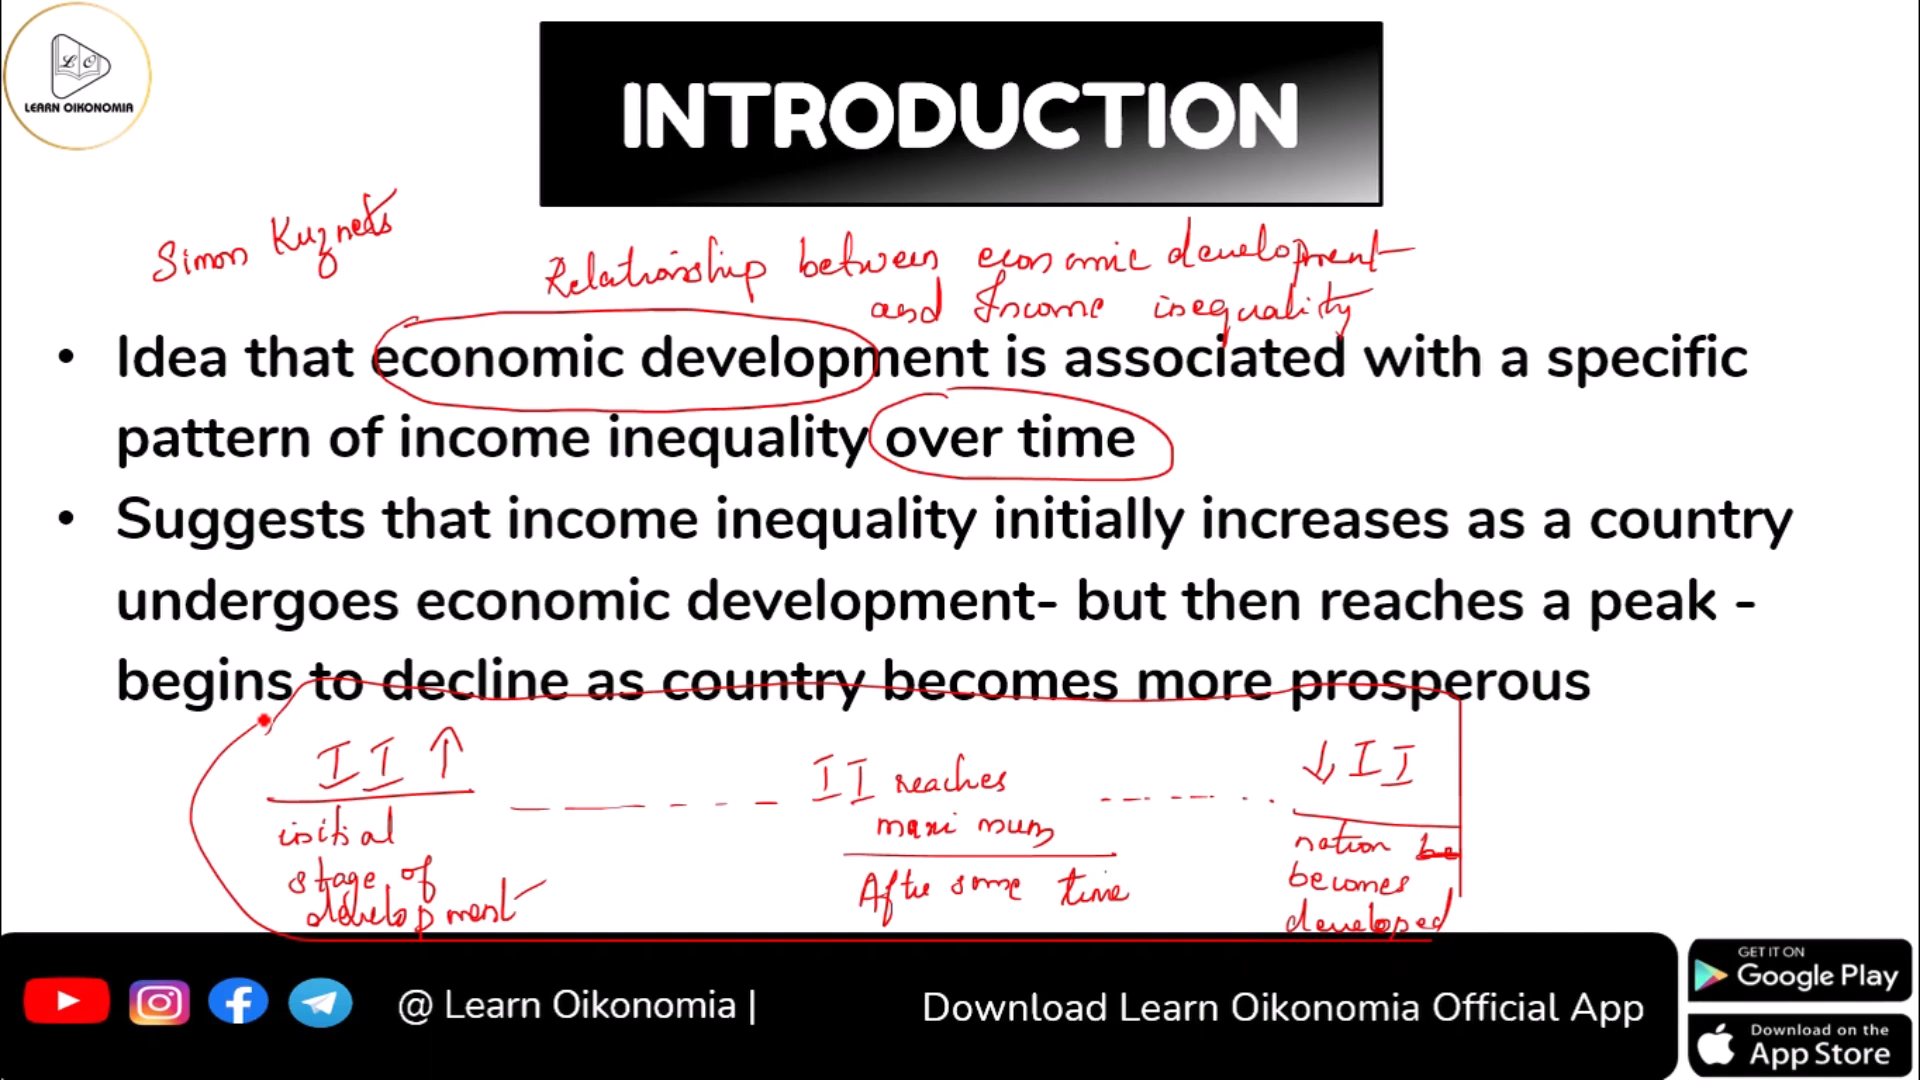 L O
LEARN OIKONOMIA
INTRODUCTION
Simon Kuznets
Relationship between economic development
and Income inequality
• Idea that economic development is associated with a specific
pattern of income inequality over time
• Suggests that income inequality initially increases as a country
undergoes economic development- but then reaches a peak -
begins to decline as country becomes more prosperous
II ↑
initial
stage of
development
II reaches
maximum
After some time
↓ II
nation be
becomes
developed
@ Learn Oikonomia |
Download Learn Oikonomia Official App
GET IT ON
Google Play
Download on the
App Store